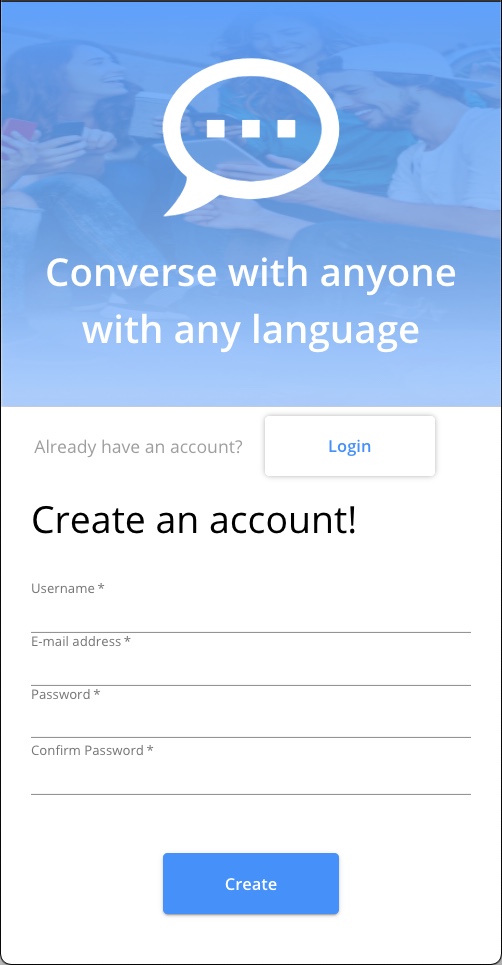 Converse with anyone
with any language
Already have an account?
Login
Create an account!
Username *
E-mail address *
Password *
Confirm Password *
Create